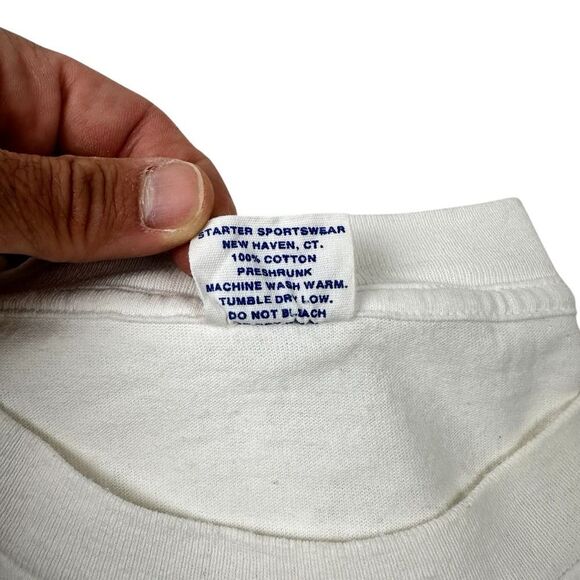 STARTER SPORTSWEAR
NEW HAVEN, CT.
100% COTTON
PRESHRUNK
MACHINE WASH WARM.
TUMBLE DRY LOW.
DO NOT BLEACH